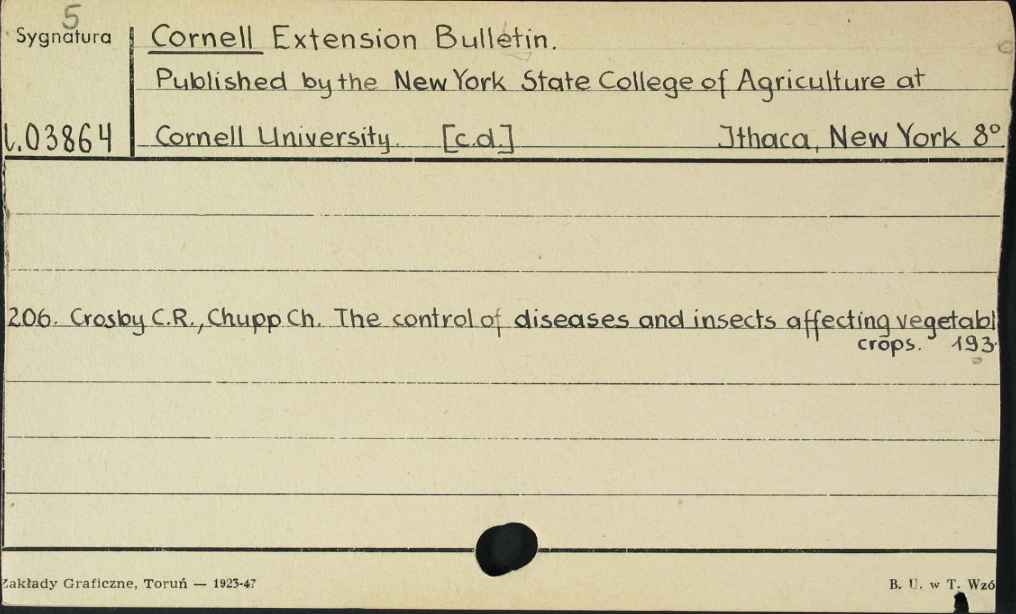 5
Sygnatura
Cornell Extension Bulletin.
Published by the New York State College of Agriculture at
L.03864 Cornell University. [c.d.] Ithaca, New York 8°
206. Crosby C.R., Chupp Ch. The control of diseases and insects affecting vegetabl
crops. 193
Zakłady Graficzne, Toruń — 1923-47
B. U. w T. Wzó